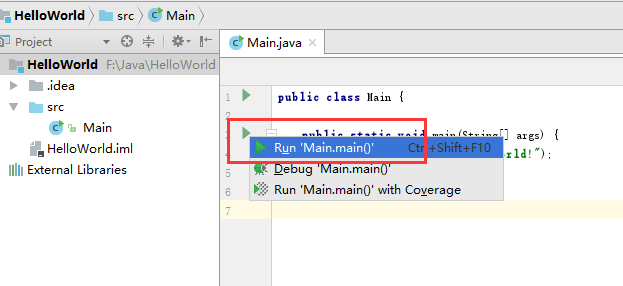 HelloWorld src Main
Project
Main.java
HelloWorld F:\Java\HelloWorld
.idea
src
Main
HelloWorld.iml
External Libraries
1 public class Main {
2
public static void main(String[] args) {
Run 'Main.main()' Ctrl+Shift+F10 rld!");
5 Debug 'Main.main()'
6 Run 'Main.main()' with Coverage
7